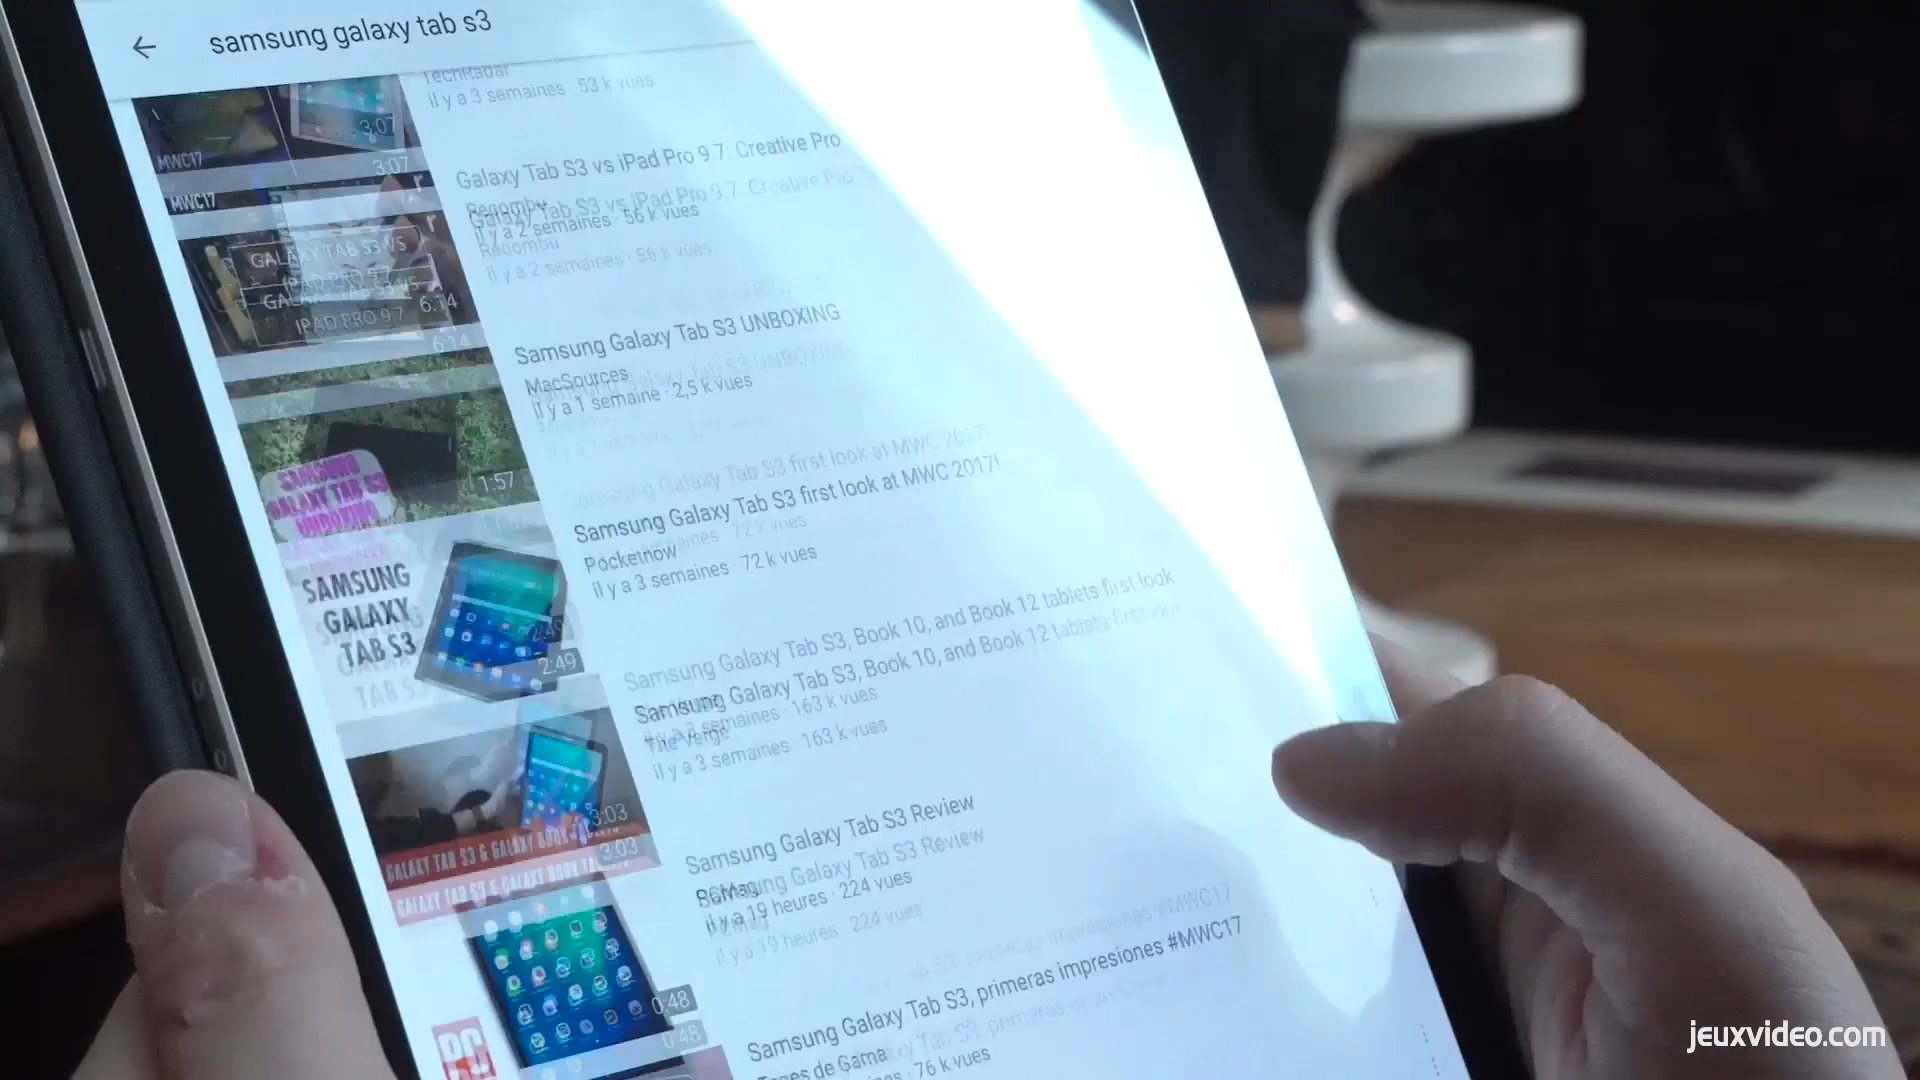 samsung galaxy tab s3
TechRadar
il y a 3 semaines · 53 k vues
3:07
MWC17
Galaxy Tab S3 vs iPad Pro 9.7: Creative Pro
il y a 2 semaines · 56 k vues
GALAXY TAB S3 VS
IPAD PRO 9.7
6:14
Samsung Galaxy Tab S3 UNBOXING
MacSources
il y a 1 semaine · 2,5 k vues
SAMSUNG
GALAXY TAB S3
UNBOXING
1:57
Samsung Galaxy Tab S3 first look at MWC 2017!
Pocketnow
il y a 3 semaines · 72 k vues
SAMSUNG
GALAXY
TAB S3
2:49
Samsung Galaxy Tab S3, Book 10, and Book 12 tablets first look
The Verge
il y a 3 semaines · 163 k vues
3:03
GALAXY TAB S3 & GALAXY BOOK
Samsung Galaxy Tab S3 Review
PCMag
il y a 19 heures · 224 vues
0:48
PC
Samsung Galaxy Tab S3, primeras impresiones #MWC17
de Gama
76 k vues
jeuxvideo.com